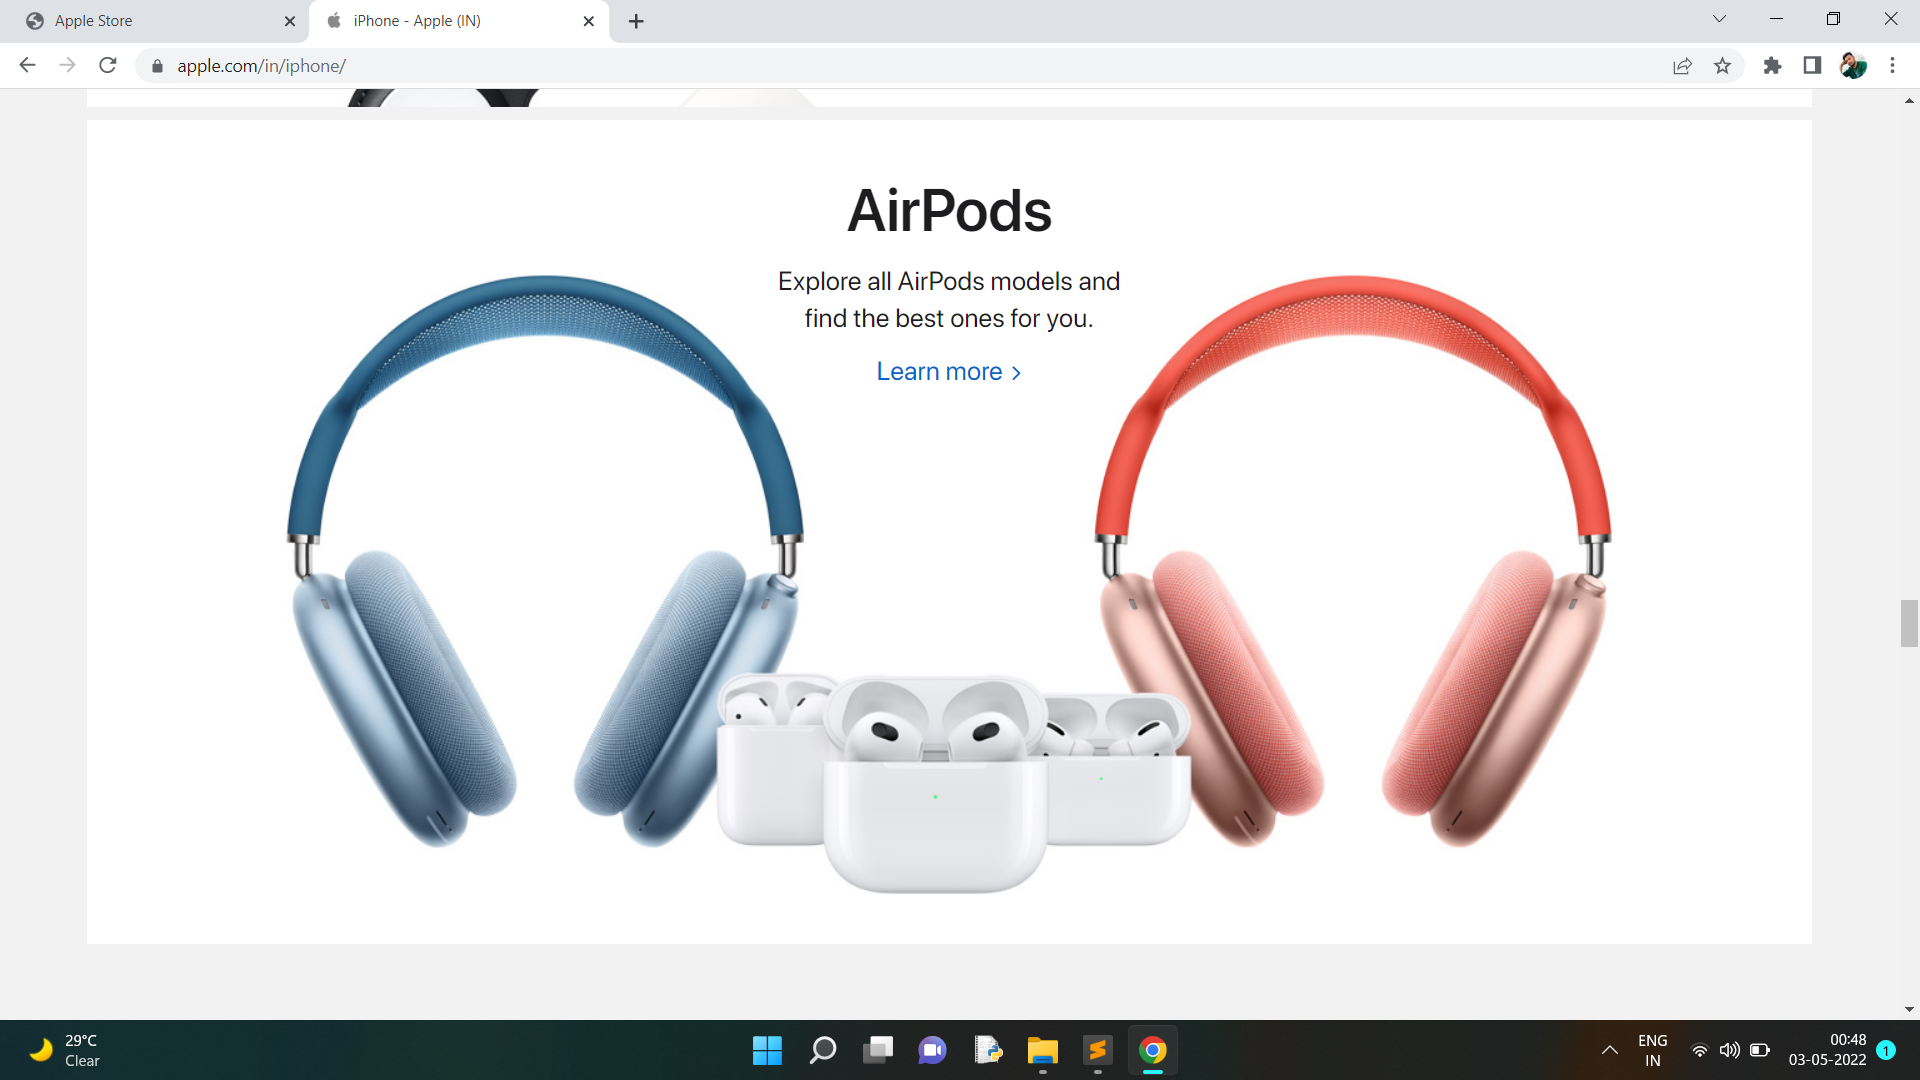 Apple Store
iPhone - Apple (IN)
apple.com/in/iphone/
AirPods
Explore all AirPods models and
find the best ones for you.
Learn more >
29°C
Clear
ENG
IN
00:48
03-05-2022
1